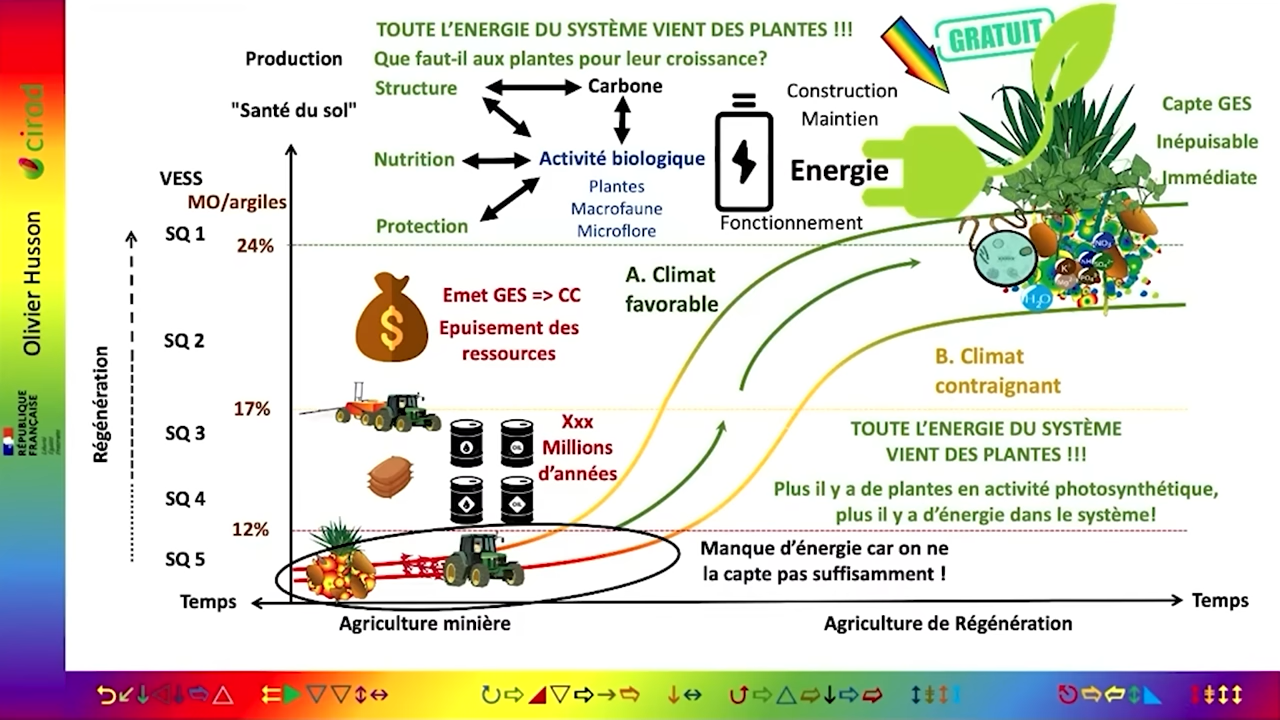 TOUTE L'ENERGIE DU SYSTÈME VIENT DES PLANTES !!!
Production
Que faut-il aux plantes pour leur croissance?
GRATUIT
"Santé du sol"
Structure
Carbone
Nutrition
Activité biologique
Plantes
Macrofaune
Microflore
Protection
Construction
Maintien
Energie
Fonctionnement
Capte GES
Inépuisable
Immédiate
VESS
MO/argiles
SQ 1
24%
SQ 2
17%
SQ 3
SQ 4
12%
SQ 5
Régénération
A. Climat
favorable
Emet GES => CC
Epuisement des
ressources
$
Xxx
Millions
d'années
OIL
OIL
NO3
K+
H2O
B. Climat
contraignant
TOUTE L'ENERGIE DU SYSTÈME
VIENT DES PLANTES !!!
Plus il y a de plantes en activité photosynthétique,
plus il y a d'énergie dans le système!
Manque d'énergie car on ne
la capte pas suffisamment !
Temps
Temps
Agriculture minière
Agriculture de Régénération
cirad
Olivier Husson
RÉPUBLIQUE
FRANÇAISE